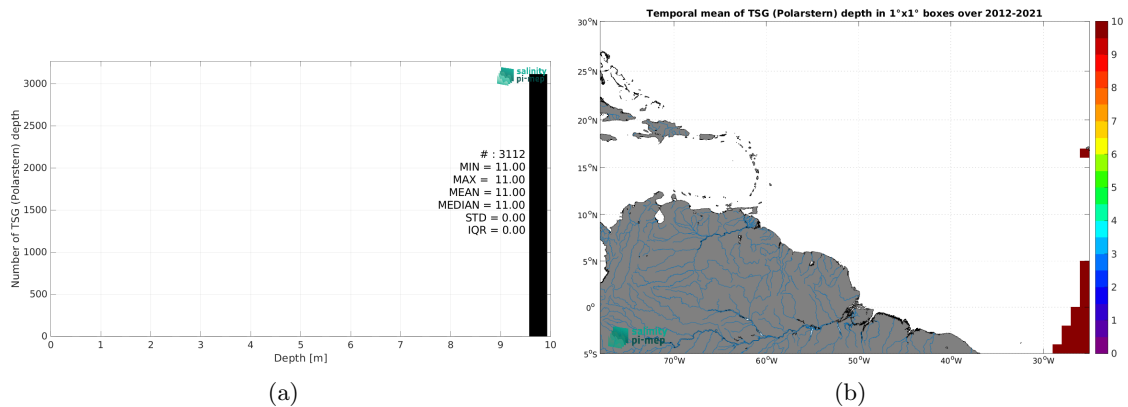 salinity
pi-mep
3000
2500
2000
1500
1000
500
0
Number of TSG (Polarstern) depth
# : 3112
MIN = 11.00
MAX = 11.00
MEAN = 11.00
MEDIAN = 11.00
STD = 0.00
IQR = 0.00
0 1 2 3 4 5 6 7 8 9 10
Depth [m]
(a)
Temporal mean of TSG (Polarstern) depth in 1°x1° boxes over 2012-2021
30°N
25°N
20°N
15°N
10°N
5°N
0°
5°S
70°W 60°W 50°W 40°W 30°W
salinity
pi-mep
10
9
8
7
6
5
4
3
2
1
0
(b)